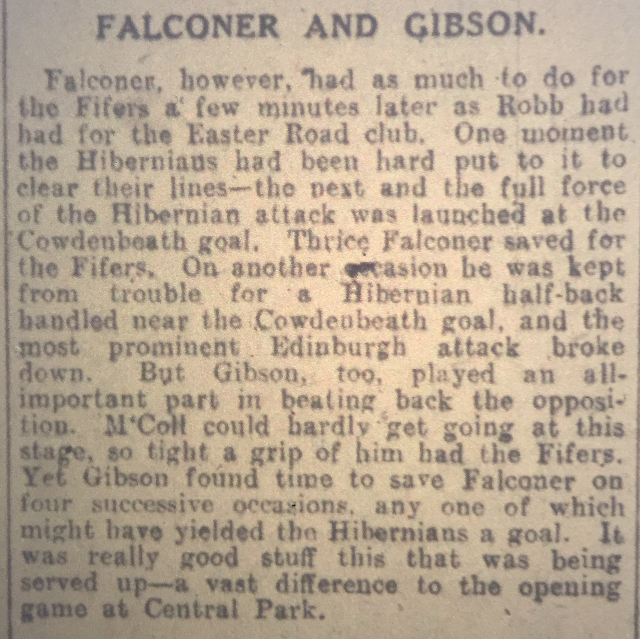 FALCONER AND GIBSON.
Falconer, however, had as much to do for
the Fifers a few minutes later as Robb had
had for the Easter Road club. One moment
the Hibernians had been hard put to it to
clear their lines—the next and the full force
of the Hibernian attack was launched at the
Cowdenbeath goal. Thrice Falconer saved for
the Fifers. On another occasion he was kept
from trouble for a Hibernian half-back
handled near the Cowdenbeath goal, and the
most prominent Edinburgh attack broke
down. But Gibson, too, played an all-
important part in beating back the opposi-
tion. M'Coll could hardly get going at this
stage, so tight a grip of him had the Fifers.
Yet Gibson found time to save Falconer on
four successive occasions, any one of which
might have yielded the Hibernians a goal. It
was really good stuff this that was being
served up—a vast difference to the opening
game at Central Park.